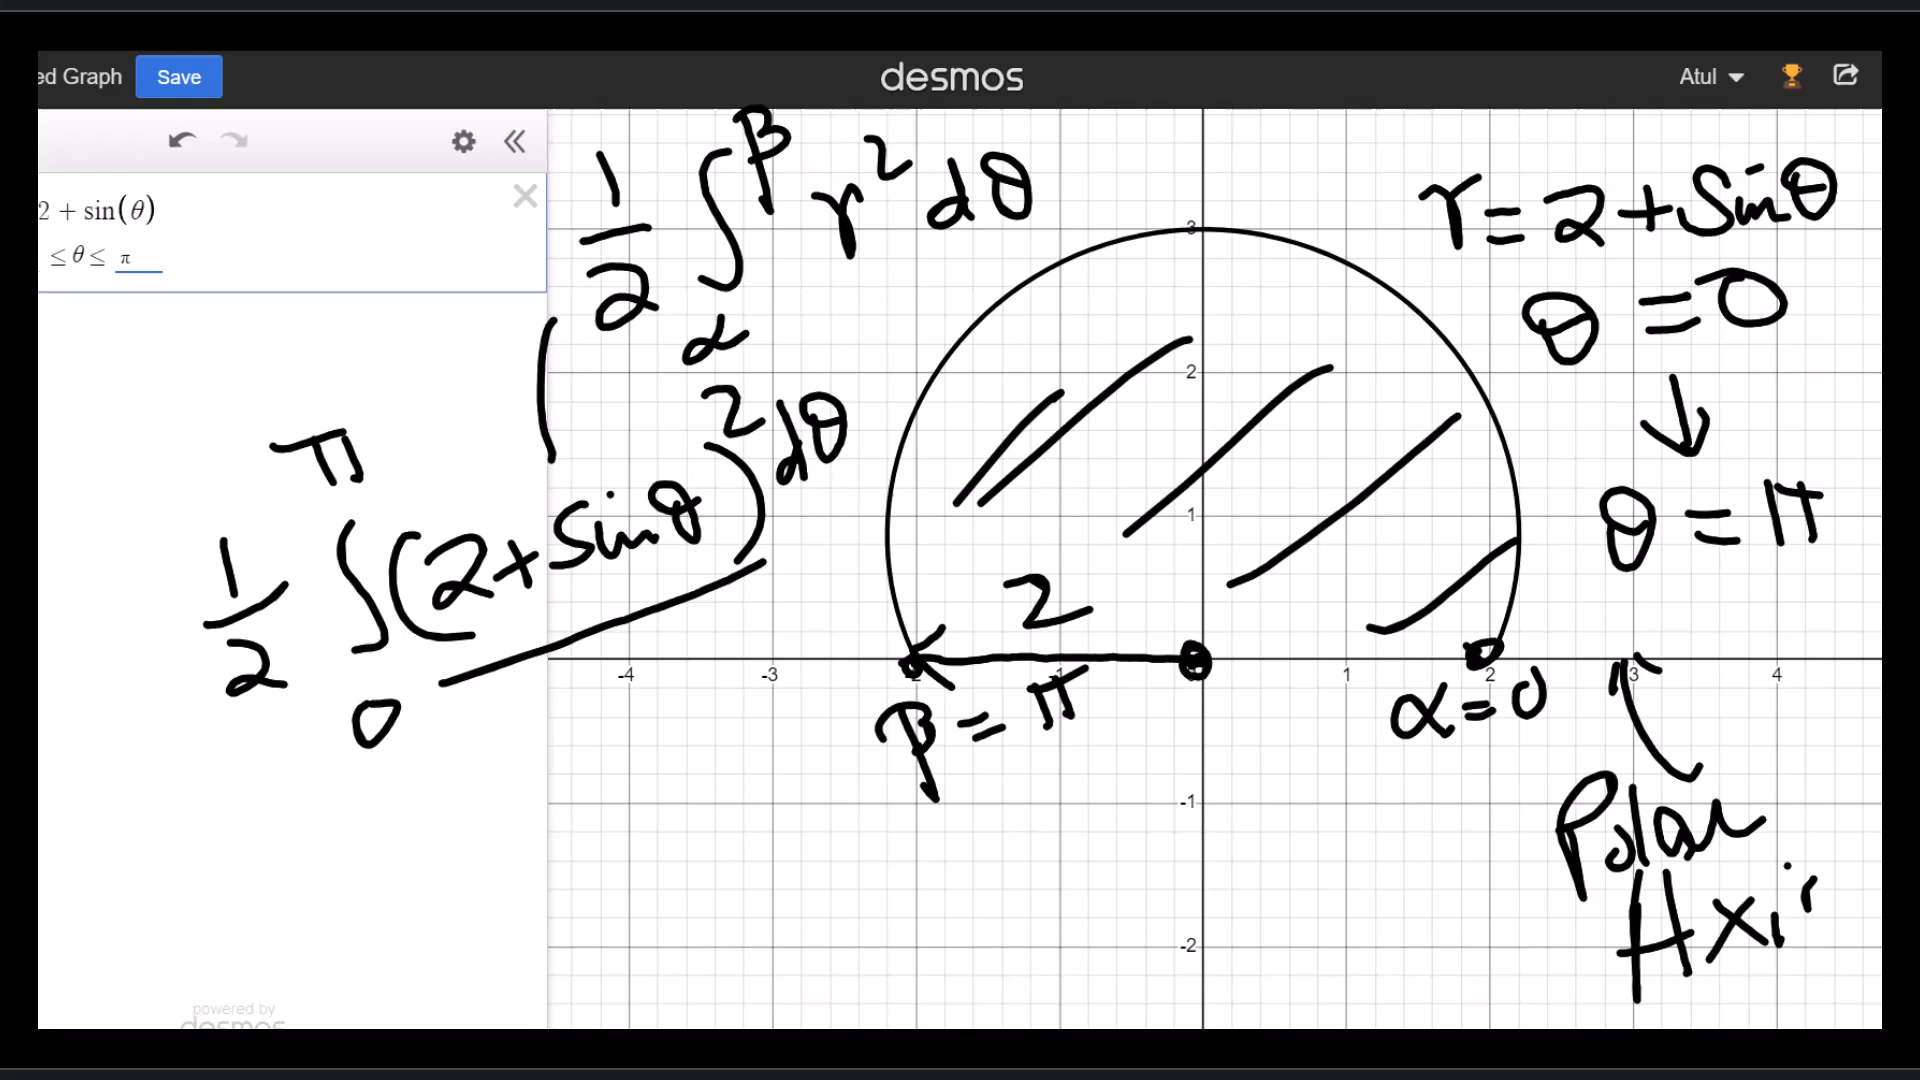 ed Graph Save desmos Atul
2 + sin(θ)
≤ θ ≤ π
1/2 ∫_α^β r² dθ
r = 2 + Sinθ
θ = 0
↓
θ = π
1/2 ∫_0^π (2 + Sinθ)² dθ
3
2
1
2
-4 -3 -2 -1 0 1 2 3 4
β = π
α = 0
-1
Polar
-2
powered by
desmos